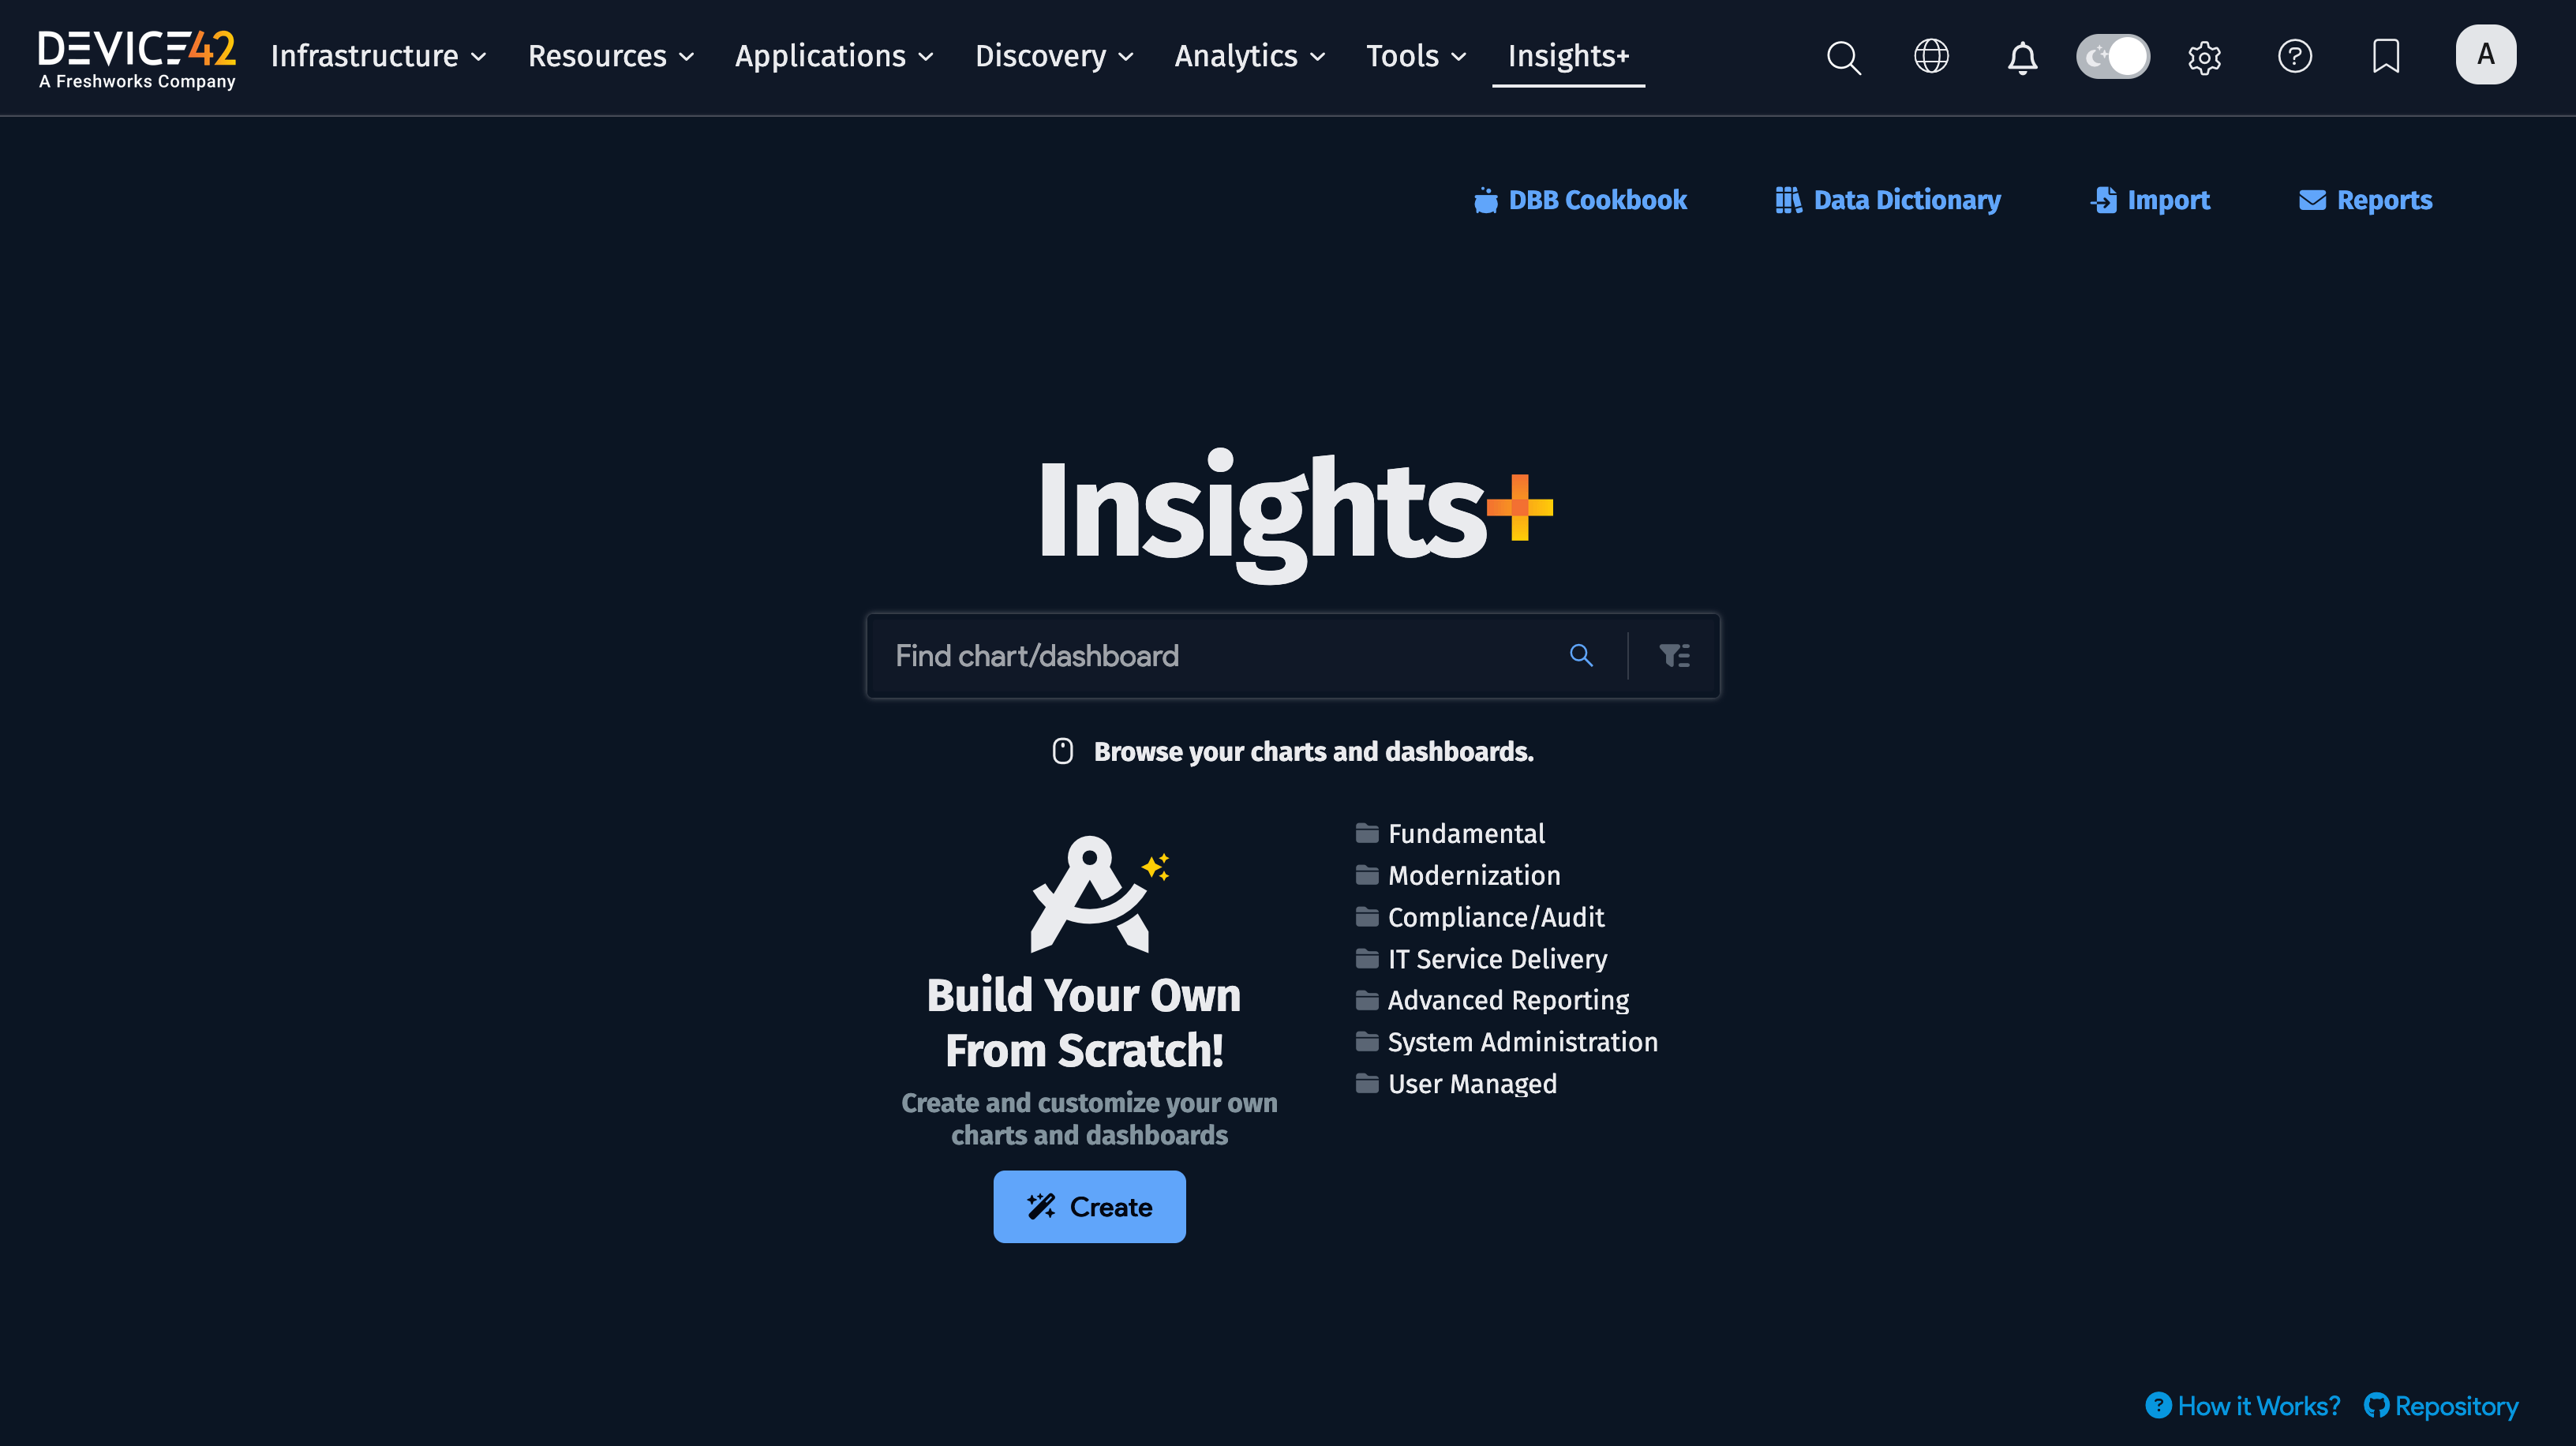 DEVICE42
A Freshworks Company
Infrastructure
Resources
Applications
Discovery
Analytics
Tools
Insights+
A
DBB Cookbook
Data Dictionary
Import
Reports
Insights+
Find chart/dashboard
Browse your charts and dashboards.
Build Your Own
From Scratch!
Create and customize your own
charts and dashboards
Create
Fundamental
Modernization
Compliance/Audit
IT Service Delivery
Advanced Reporting
System Administration
User Managed
How it Works?
Repository